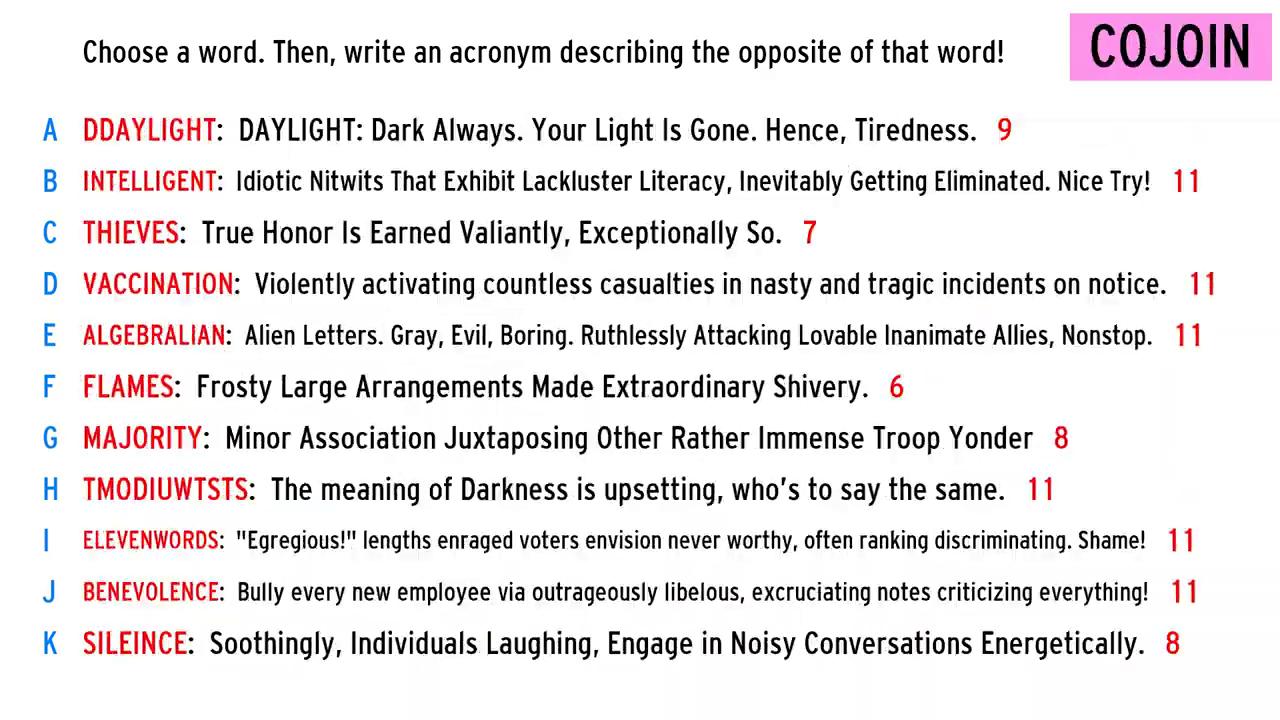 Choose a word. Then, write an acronym describing the opposite of that word!
COJOIN
A DDAYLIGHT: DAYLIGHT: Dark Always. Your Light Is Gone. Hence, Tiredness. 9
B INTELLIGENT: Idiotic Nitwits That Exhibit Lackluster Literacy, Inevitably Getting Eliminated. Nice Try! 11
C THIEVES: True Honor Is Earned Valiantly, Exceptionally So. 7
D VACCINATION: Violently activating countless casualties in nasty and tragic incidents on notice. 11
E ALGEBRALIAN: Alien Letters. Gray, Evil, Boring. Ruthlessly Attacking Lovable Inanimate Allies, Nonstop. 11
F FLAMES: Frosty Large Arrangements Made Extraordinary Shivery. 6
G MAJORITY: Minor Association Juxtaposing Other Rather Immense Troop Yonder 8
H TMODIUWTSTS: The meaning of Darkness is upsetting, who's to say the same. 11
I ELEVENWORDS: "Egregious!" lengths enraged voters envision never worthy, often ranking discriminating. Shame! 11
J BENEVOLENCE: Bully every new employee via outrageously libelous, excruciating notes criticizing everything! 11
K SILEINCE: Soothingly, Individuals Laughing, Engage in Noisy Conversations Energetically. 8